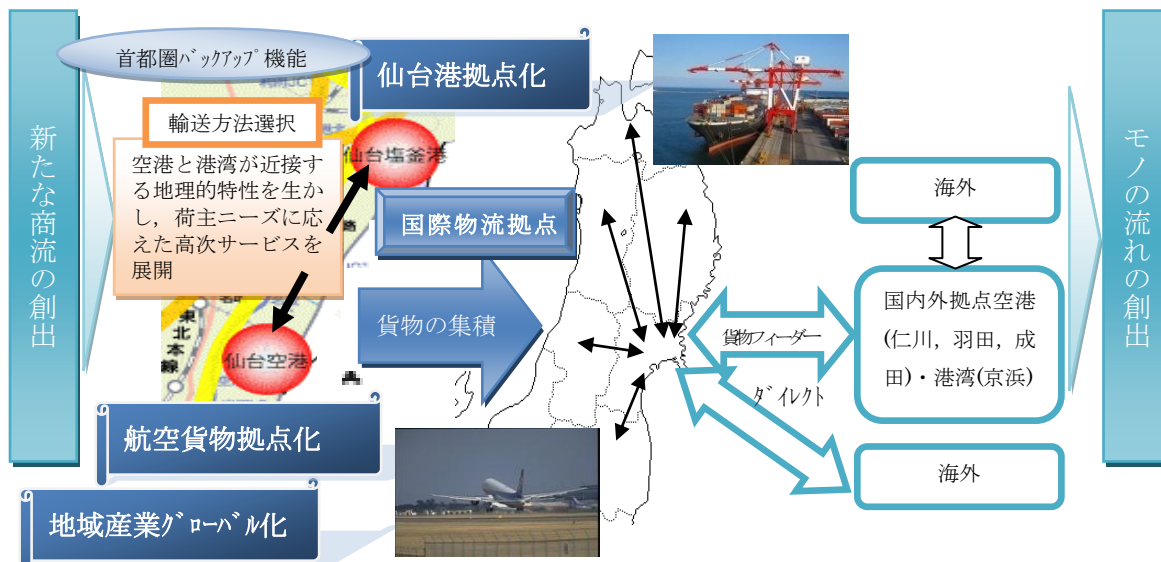 新たな商流の創出
首都圏ﾊﾞｯｸｱｯﾌﾟ機能
仙台港拠点化
輸送方法選択
空港と港湾が近接す
る地理的特性を生か
し，荷主ニーズに応
えた高次サービスを
展開
仙台塩釜港
国際物流拠点
貨物の集積
東北本線
仙台空港
航空貨物拠点化
地域産業ｸﾞﾛｰﾊﾞﾙ化
貨物フィーダー
ﾀﾞｲﾚｸﾄ
海外
国内外拠点空港
(仁川，羽田，成
田)・港湾(京浜)
海外
モノの流れの創出